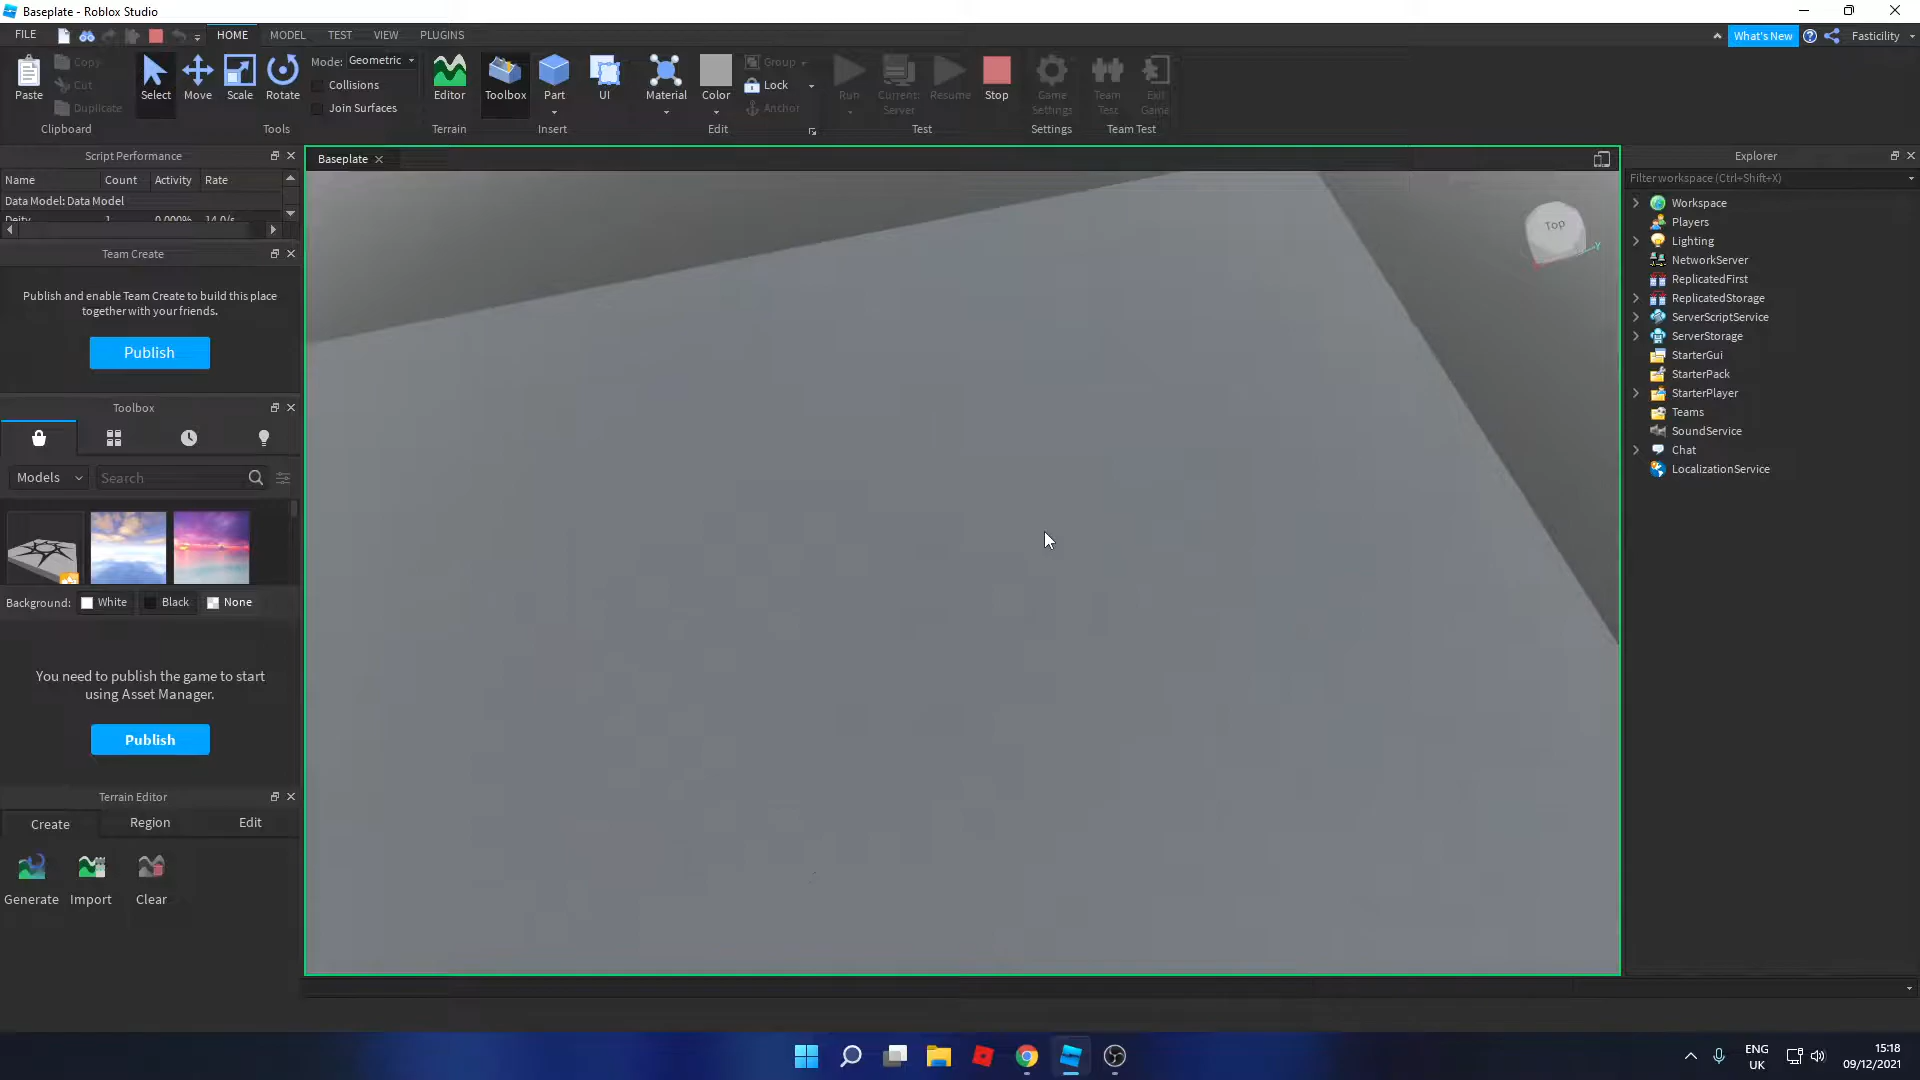 Baseplate - Roblox Studio
FILE
HOME
MODEL
TEST
VIEW
PLUGINS
What's New
Fasticility
Paste
Copy
Cut
Duplicate
Clipboard
Select
Move
Scale
Rotate
Tools
Mode: Geometric
Collisions
Join Surfaces
Editor
Terrain
Toolbox
Part
UI
Insert
Material
Color
Group
Lock
Anchor
Edit
Run
Current: Server
Resume
Stop
Test
Game Settings
Settings
Team Test
Exit Game
Team Test
Script Performance
Name Count Activity Rate
Data Model: Data Model
Deity 1 0.000% 14.0/s
Team Create
Publish and enable Team Create to build this place
together with your friends.
Publish
Toolbox
Models
Search
Background: White Black None
You need to publish the game to start
using Asset Manager.
Publish
Terrain Editor
Create Region Edit
Generate Import Clear
Baseplate
Top
Y
Explorer
Filter workspace (Ctrl+Shift+X)
Workspace
Players
Lighting
NetworkServer
ReplicatedFirst
ReplicatedStorage
ServerScriptService
ServerStorage
StarterGui
StarterPack
StarterPlayer
Teams
SoundService
Chat
LocalizationService
ENG
UK
15:18
09/12/2021